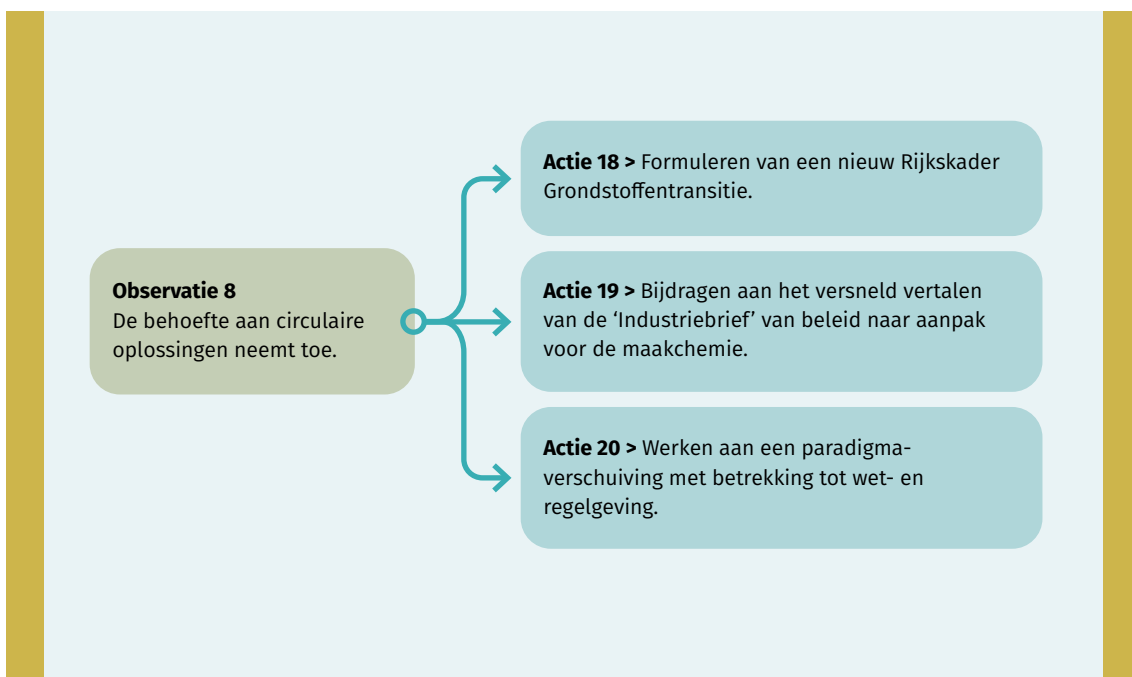 Observatie 8
De behoefte aan circulaire
oplossingen neemt toe.
Actie 18 > Formuleren van een nieuw Rijkskader
Grondstoffentransitie.
Actie 19 > Bijdragen aan het versneld vertalen
van de ‘Industriebrief’ van beleid naar aanpak
voor de maakchemie.
Actie 20 > Werken aan een paradigma-
verschuiving met betrekking tot wet- en
regelgeving.